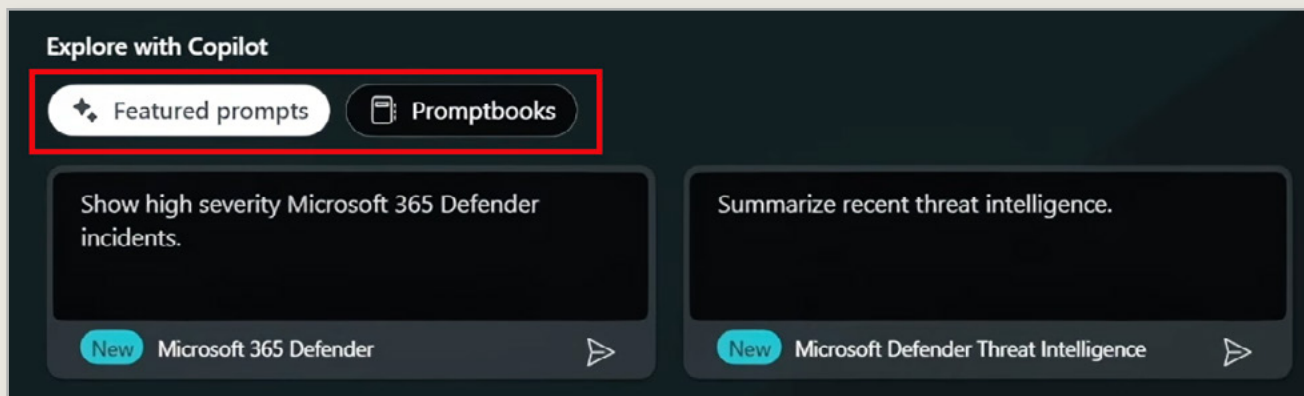 Explore with Copilot
Featured prompts
Promptbooks
Show high severity Microsoft 365 Defender
incidents.
New Microsoft 365 Defender
Summarize recent threat intelligence.
New Microsoft Defender Threat Intelligence